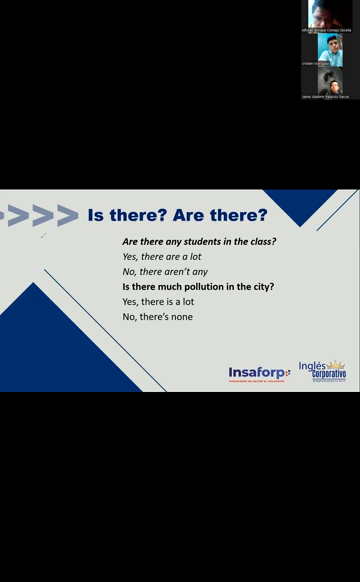 >>>> Is there? Are there?
Are there any students in the class?
Yes, there are a lot
No, there aren't any
Is there much pollution in the city?
Yes, there is a lot
No, there's none
Insaforp
Inglés
Corporativo